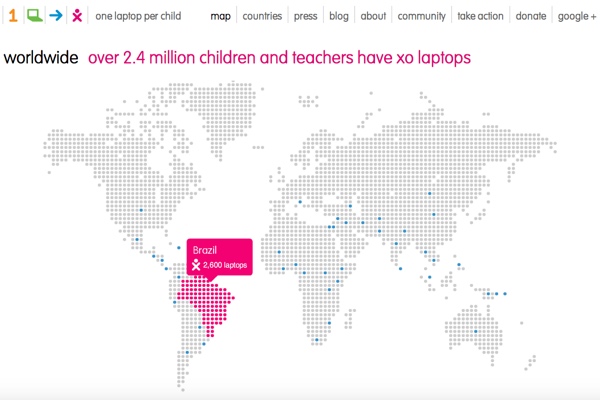 1 one laptop per child map countries press blog about community take action donate google +
worldwide over 2.4 million children and teachers have xo laptops
Brazil
2,600 laptops